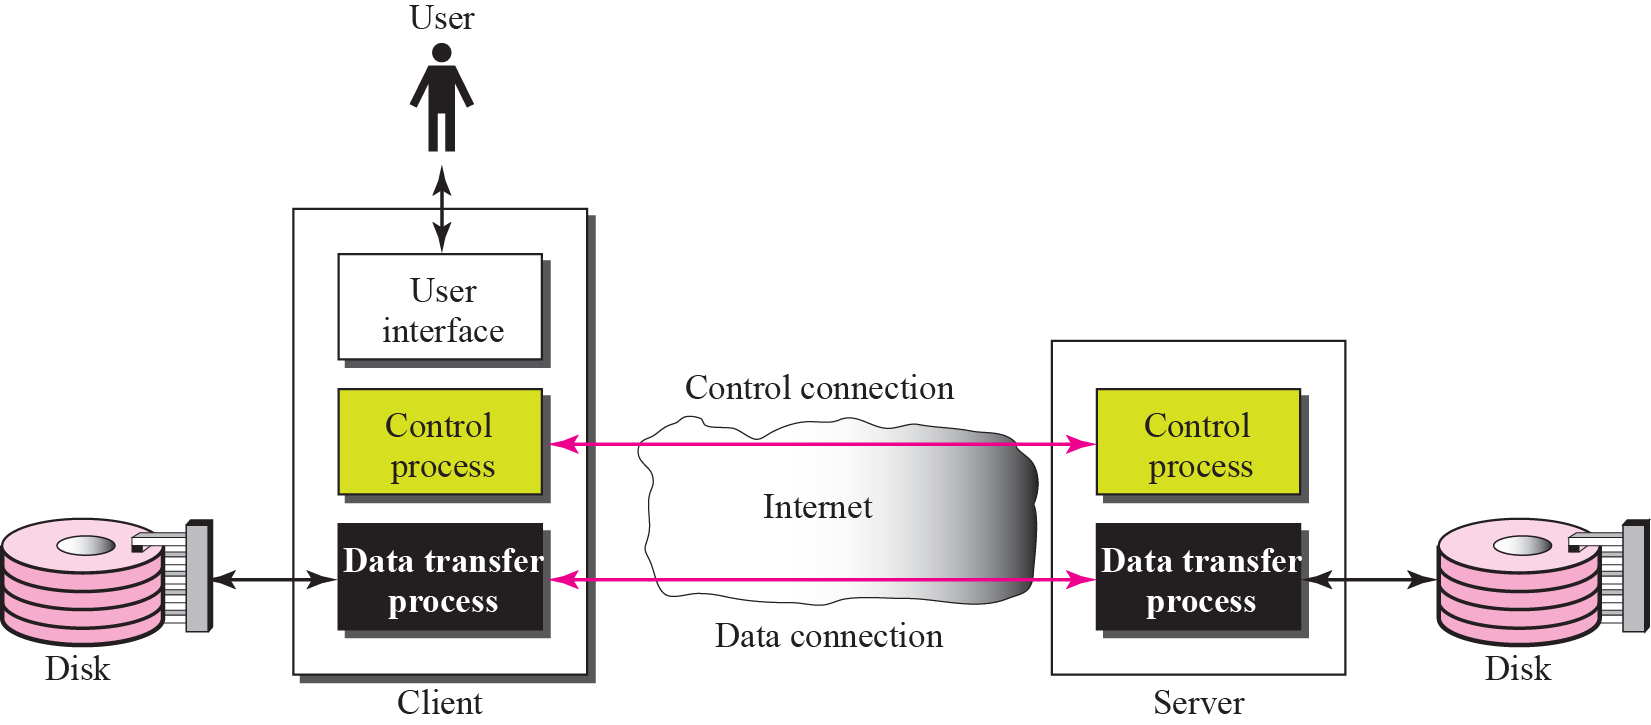 User
User
interface
Control connection
Control
process
Control
process
Internet
Data transfer
process
Data transfer
process
Data connection
Disk
Disk
Client
Server